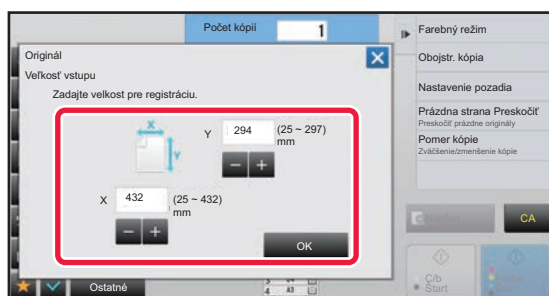 Počet kópií 1
Originál
Veľkosť vstupu
Zadajte velkost pre registráciu.
X
Y
Y 294 (25 ~ 297)
mm
X 432 (25 ~ 432)
mm
OK
Ostatné
Farebný režim
Obojstr. kópia
Nastavenie pozadia
Prázdna strana Preskočiť
Preskočiť prázdne originály
Pomer kópie
Zväčšenie/zmenšenie kópie
CA
C/b
Štart